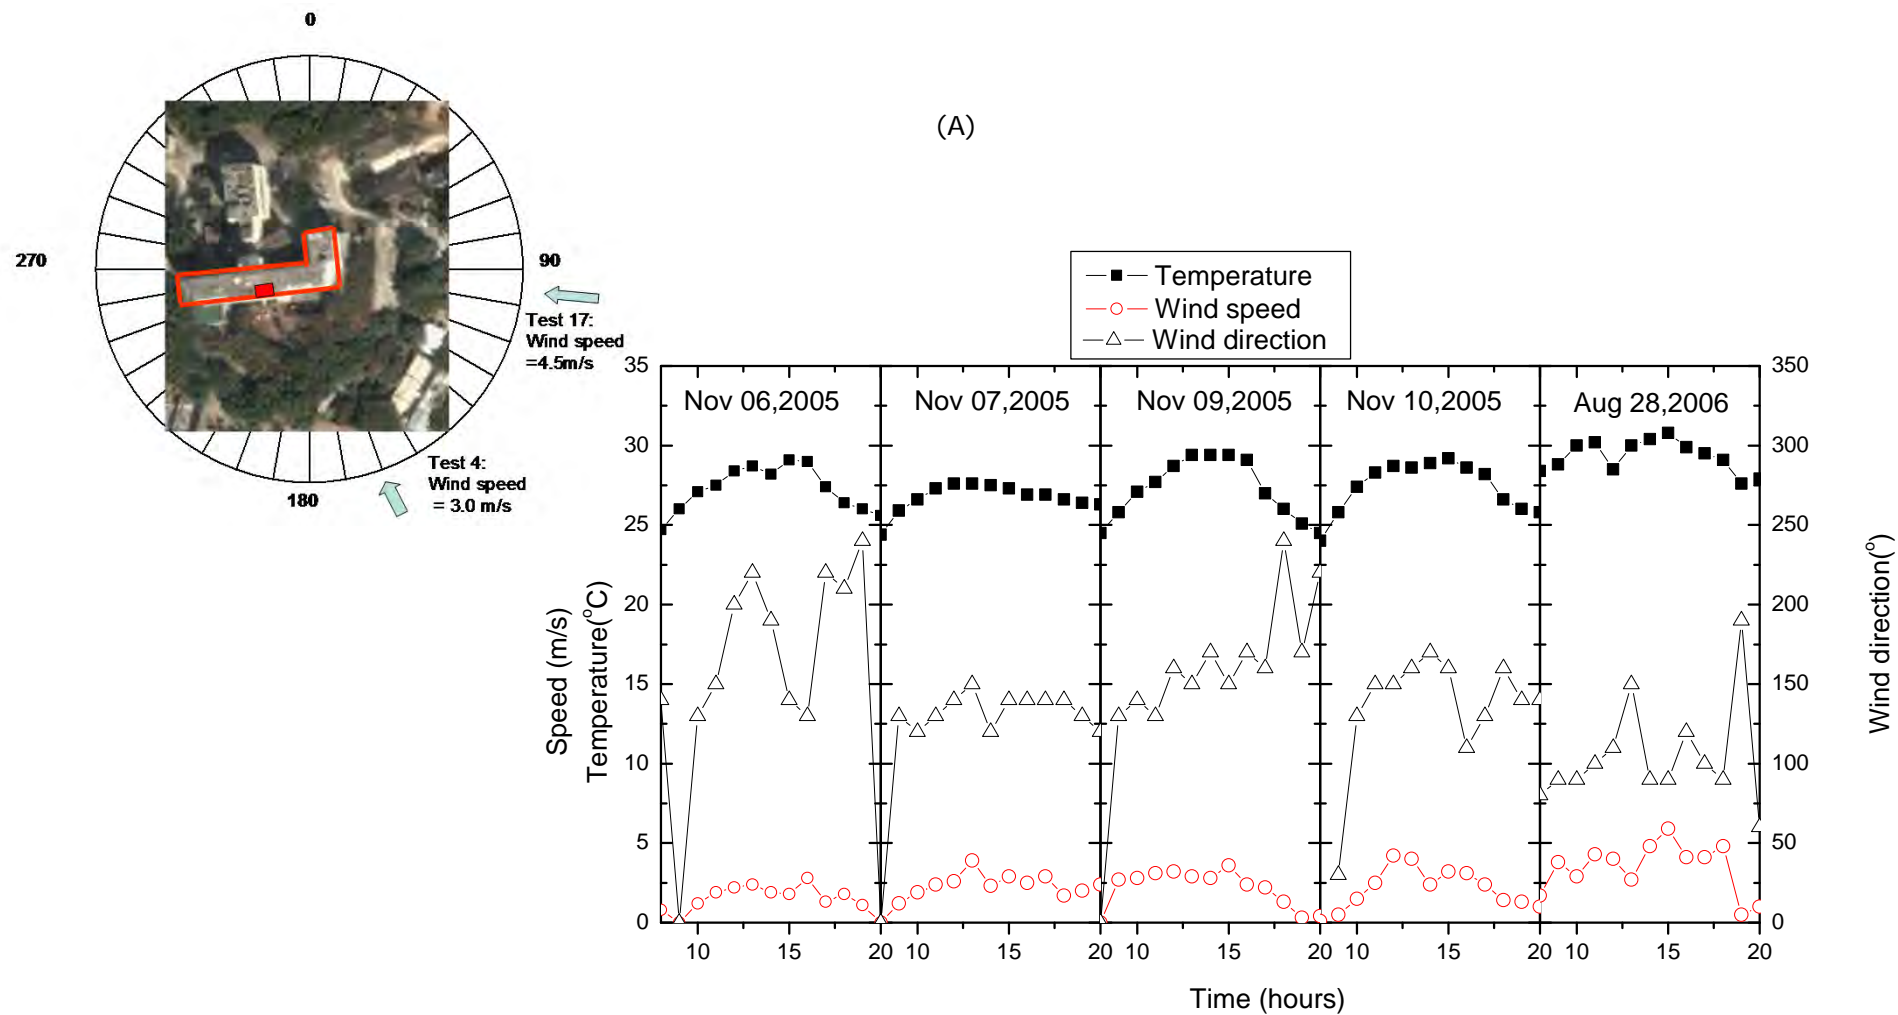 0
(A)
270
90
Test 17:
Wind speed
=4.5m/s
Test 4:
Wind speed
= 3.0 m/s
180
Temperature
Wind speed
Wind direction
Nov 06,2005
Nov 07,2005
Nov 09,2005
Nov 10,2005
Aug 28,2006
35
30
25
20
15
10
5
0
350
300
250
200
150
100
50
0
Speed (m/s)
Temperature(°C)
Wind direction(°)
10 15 20 10 15 20 10 15 20 10 15 20 10 15 20
Time (hours)